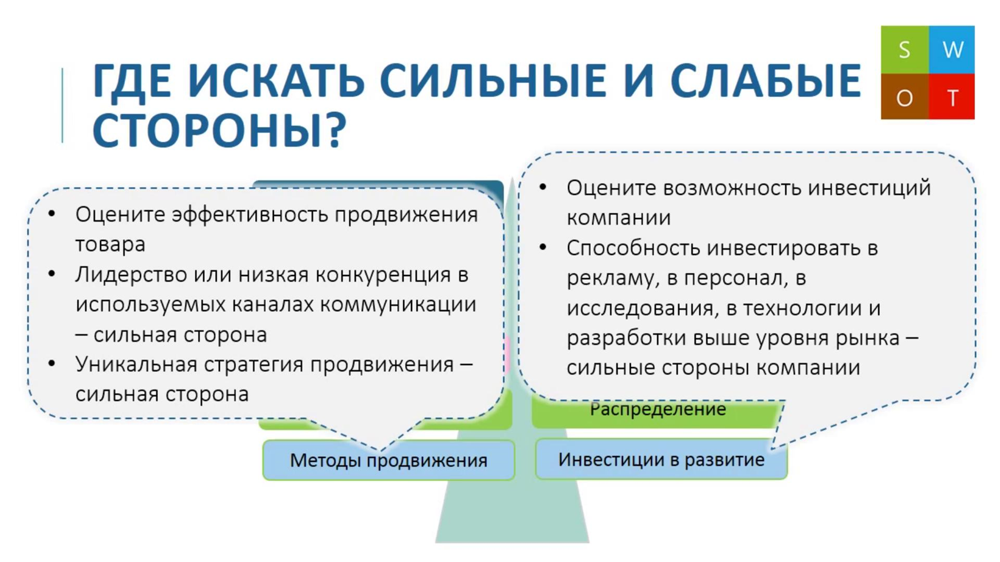 ГДЕ ИСКАТЬ СИЛЬНЫЕ И СЛАБЫЕ
СТОРОНЫ?
S W
O T
• Оцените эффективность продвижения
товара
• Лидерство или низкая конкуренция в
используемых каналах коммуникации
– сильная сторона
• Уникальная стратегия продвижения –
сильная сторона
• Оцените возможность инвестиций
компании
• Способность инвестировать в
рекламу, в персонал, в
исследования, в технологии и
разработки выше уровня рынка –
сильные стороны компании
Распределение
Методы продвижения
Инвестиции в развитие